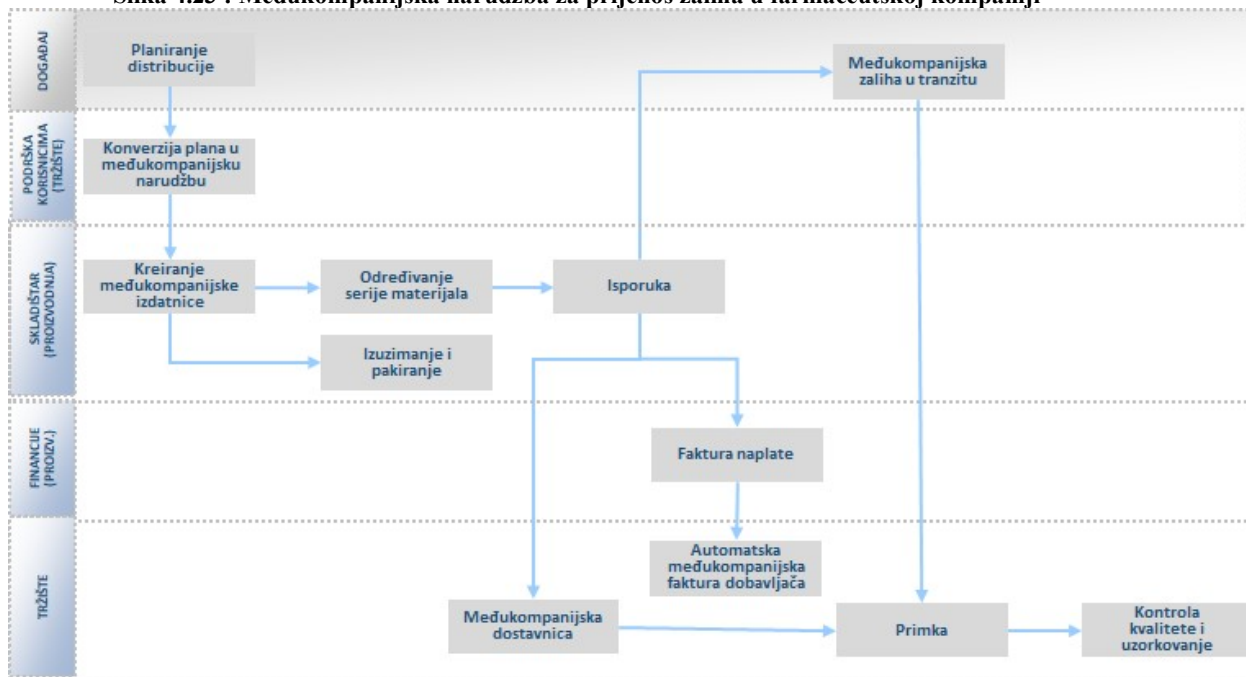 Slika 4.23 : Međukompanijska narudžba za prijenos zaliha u farmaceutskoj kompaniji
DOGAĐAJ
Planiranje
distribucije
Međukompanijska
zaliha u tranzitu
PODRŠKA
KORISNICIMA
(TRŽIŠTE)
Konverzija plana u
međukompanijsku
narudžbu
SKLADIŠTAR
(PROIZVODNJA)
Kreiranje
međukompanijske
izdatnice
Određivanje
serije materijala
Isporuka
Izuzimanje i
pakiranje
FINANCIJE
(PROIZV.)
Faktura naplate
TRŽIŠTE
Automatska
međukompanijska
faktura dobavljača
Međukompanijska
dostavnica
Primka
Kontrola
kvalitete i
uzorkovanje